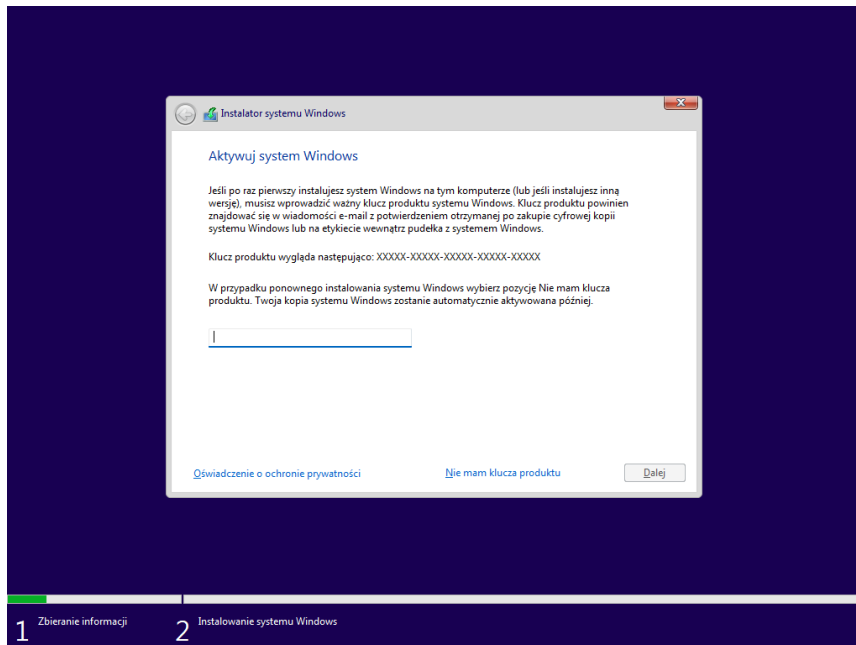 Instalator systemu Windows
Aktywuj system Windows
Jeśli po raz pierwszy instalujesz system Windows na tym komputerze (lub jeśli instalujesz inną
wersję), musisz wprowadzić ważny klucz produktu systemu Windows. Klucz produktu powinien
znajdować się w wiadomości e-mail z potwierdzeniem otrzymanej po zakupie cyfrowej kopii
systemu Windows lub na etykiecie wewnątrz pudełka z systemem Windows.
Klucz produktu wygląda następująco: XXXXX-XXXXX-XXXXX-XXXXX-XXXXX
W przypadku ponownego instalowania systemu Windows wybierz pozycję Nie mam klucza
produktu. Twoja kopia systemu Windows zostanie automatycznie aktywowana później.
Oświadczenie o ochronie prywatności
Nie mam klucza produktu
Dalej
1 Zbieranie informacji
2 Instalowanie systemu Windows